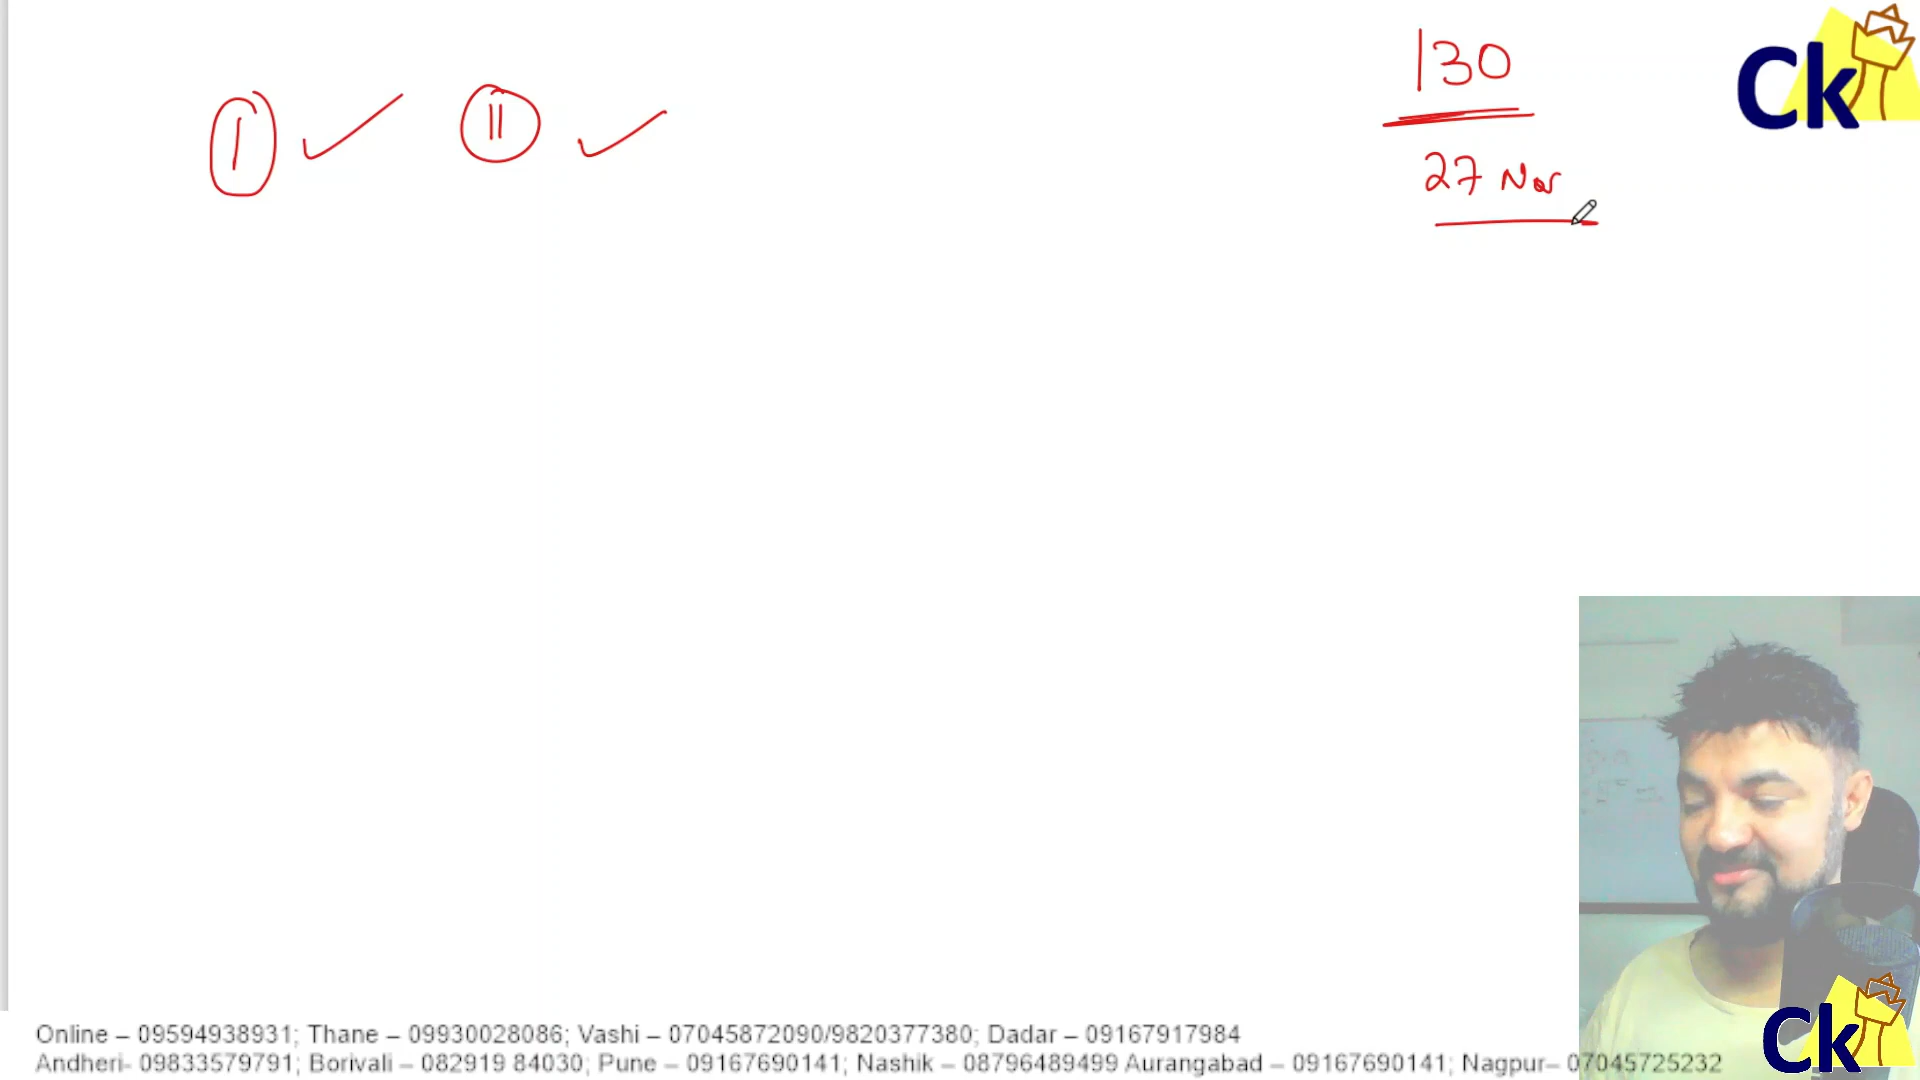 I II 130
27 Nov
Ck
Online – 09594938931; Thane – 09930028086; Vashi – 07045872090/9820377380; Dadar – 09167917984
Andheri- 09833579791; Borivali – 082919 84030; Pune – 09167690141; Nashik – 08796489499 Aurangabad – 09167690141; Nagpur– 07045725232
Ck